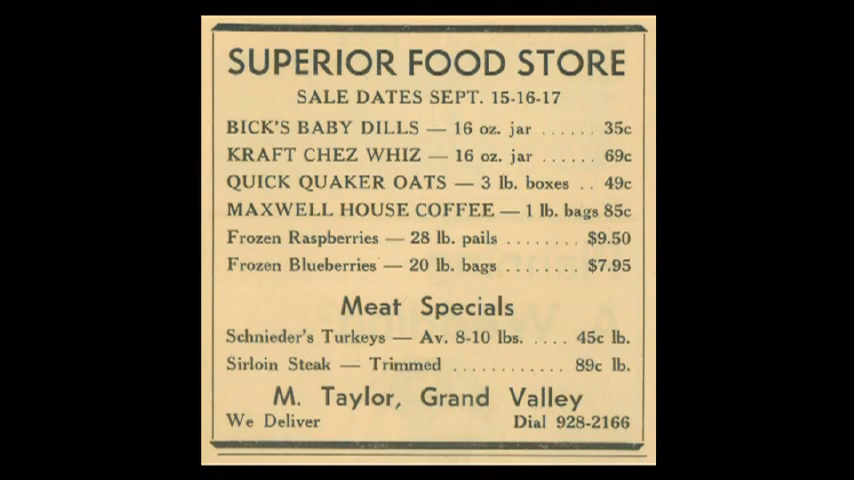 SUPERIOR FOOD STORE
SALE DATES SEPT. 15-16-17
BICK'S BABY DILLS — 16 oz. jar ...... 35c
KRAFT CHEZ WHIZ — 16 oz. jar ...... 69c
QUICK QUAKER OATS — 3 lb. boxes .. 49c
MAXWELL HOUSE COFFEE — 1 lb. bags 85c
Frozen Raspberries — 28 lb. pails ........ $9.50
Frozen Blueberries — 20 lb. bags ........ $7.95
Meat Specials
Schnieder's Turkeys — Av. 8-10 lbs. .... 45c lb.
Sirloin Steak — Trimmed ............ 89c lb.
M. Taylor, Grand Valley
We Deliver Dial 928-2166